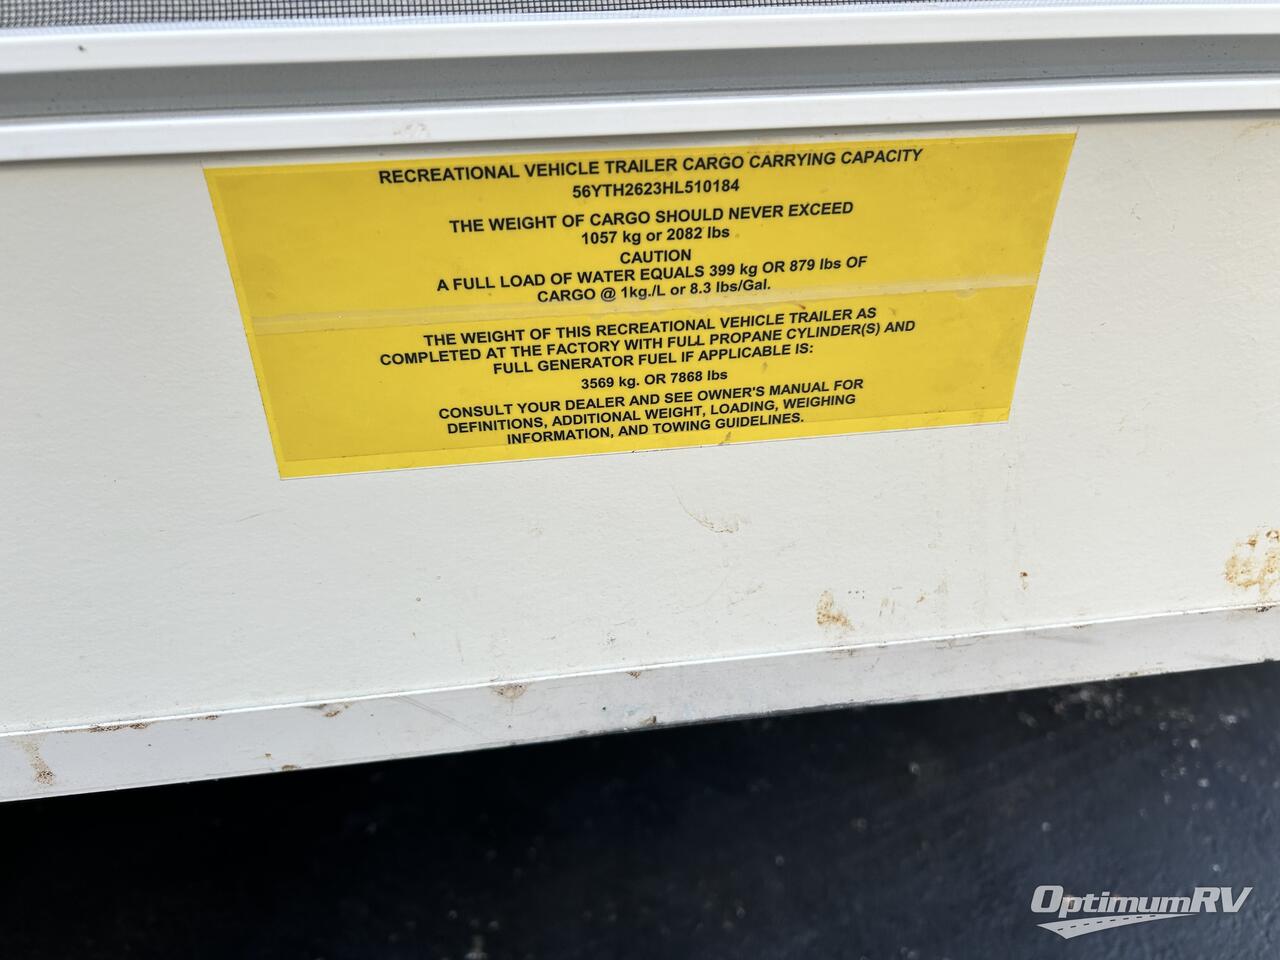 RECREATIONAL VEHICLE TRAILER CARGO CARRYING CAPACITY
56YTH2623HL510184
THE WEIGHT OF CARGO SHOULD NEVER EXCEED
1057 kg or 2082 lbs
CAUTION
A FULL LOAD OF WATER EQUALS 399 kg OR 879 lbs OF
CARGO @ 1kg./L or 8.3 lbs/Gal.
THE WEIGHT OF THIS RECREATIONAL VEHICLE TRAILER AS
COMPLETED AT THE FACTORY WITH FULL PROPANE CYLINDER(S) AND
FULL GENERATOR FUEL IF APPLICABLE IS:
3569 kg. OR 7868 lbs
CONSULT YOUR DEALER AND SEE OWNER'S MANUAL FOR
DEFINITIONS, ADDITIONAL WEIGHT, LOADING, WEIGHING
INFORMATION, AND TOWING GUIDELINES.
OptimumRV